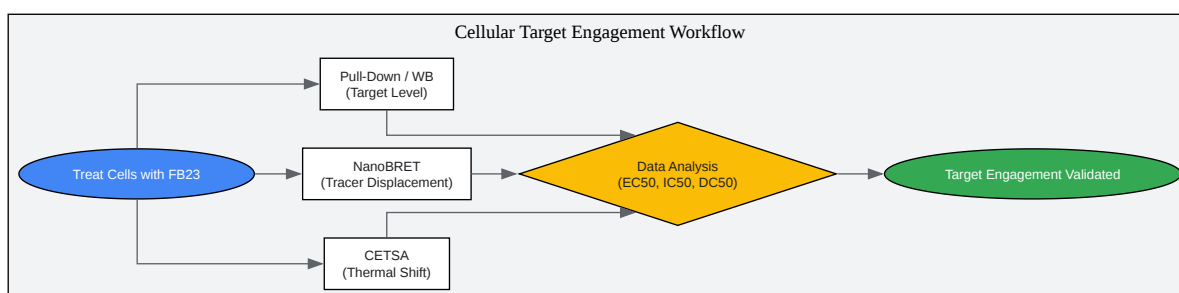 Cellular Target Engagement Workflow
Pull-Down / WB
(Target Level)
Treat Cells with FB23
NanoBRET
(Tracer Displacement)
Data Analysis
(EC50, IC50, DC50)
Target Engagement Validated
CETSA
(Thermal Shift)